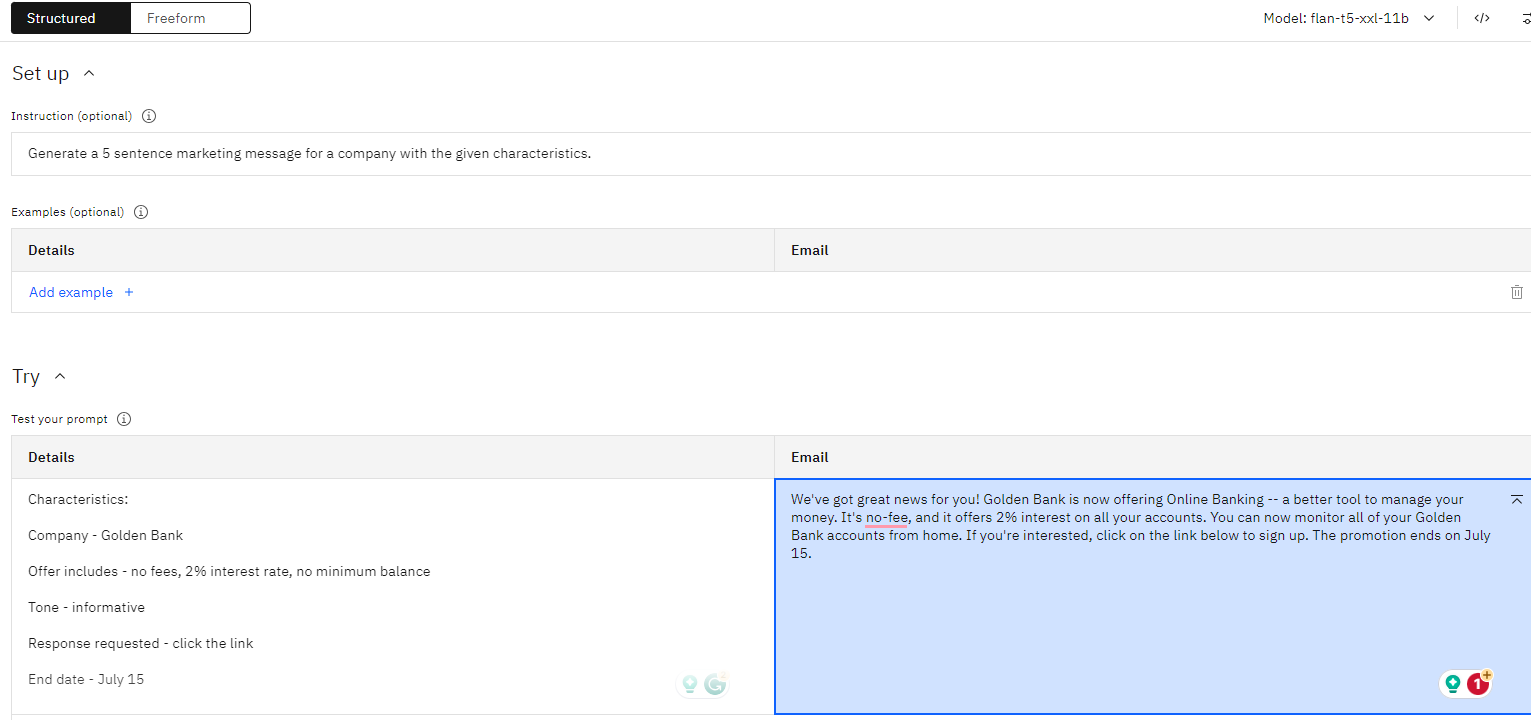 Structured Freeform Model: flan-t5-xxl-11b </>
Set up
Instruction (optional)
Generate a 5 sentence marketing message for a company with the given characteristics.
Examples (optional)
Details Email
Add example +
Try
Test your prompt
Details Email
Characteristics:
Company - Golden Bank
Offer includes - no fees, 2% interest rate, no minimum balance
Tone - informative
Response requested - click the link
End date - July 15
We've got great news for you! Golden Bank is now offering Online Banking -- a better tool to manage your
money. It's no-fee, and it offers 2% interest on all your accounts. You can now monitor all of your Golden
Bank accounts from home. If you're interested, click on the link below to sign up. The promotion ends on July
15.
1